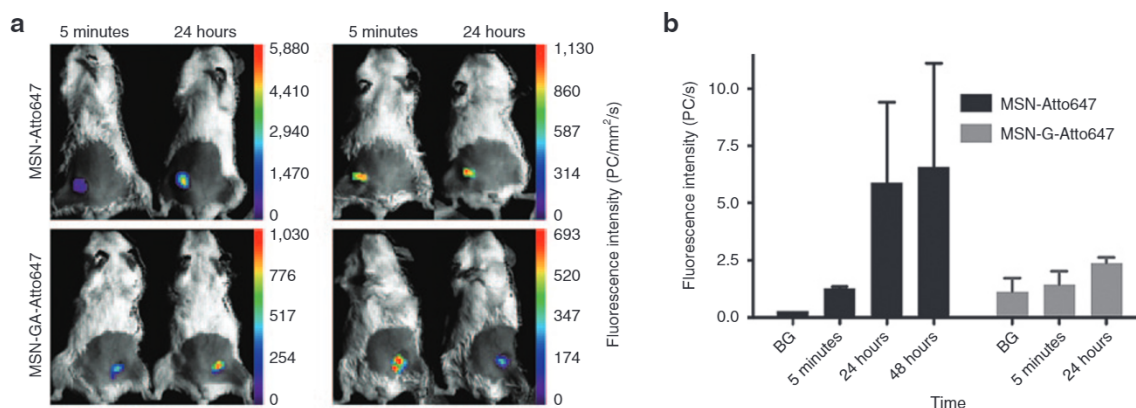 a
5 minutes 24 hours
5 minutes 24 hours
MSN-Atto647
5,880
4,410
2,940
1,470
0
1,130
860
587
314
0
MSN-GA-Atto647
1,030
776
517
254
0
693
520
347
174
0
Fluorescence intensity (PC/mm²/s)
b
Fluorescence intensity (PC/s)
10.0
7.5
5.0
2.5
0.0
MSN-Atto647
MSN-G-Atto647
BG
5 minutes
24 hours
48 hours
BG
5 minutes
24 hours
Time